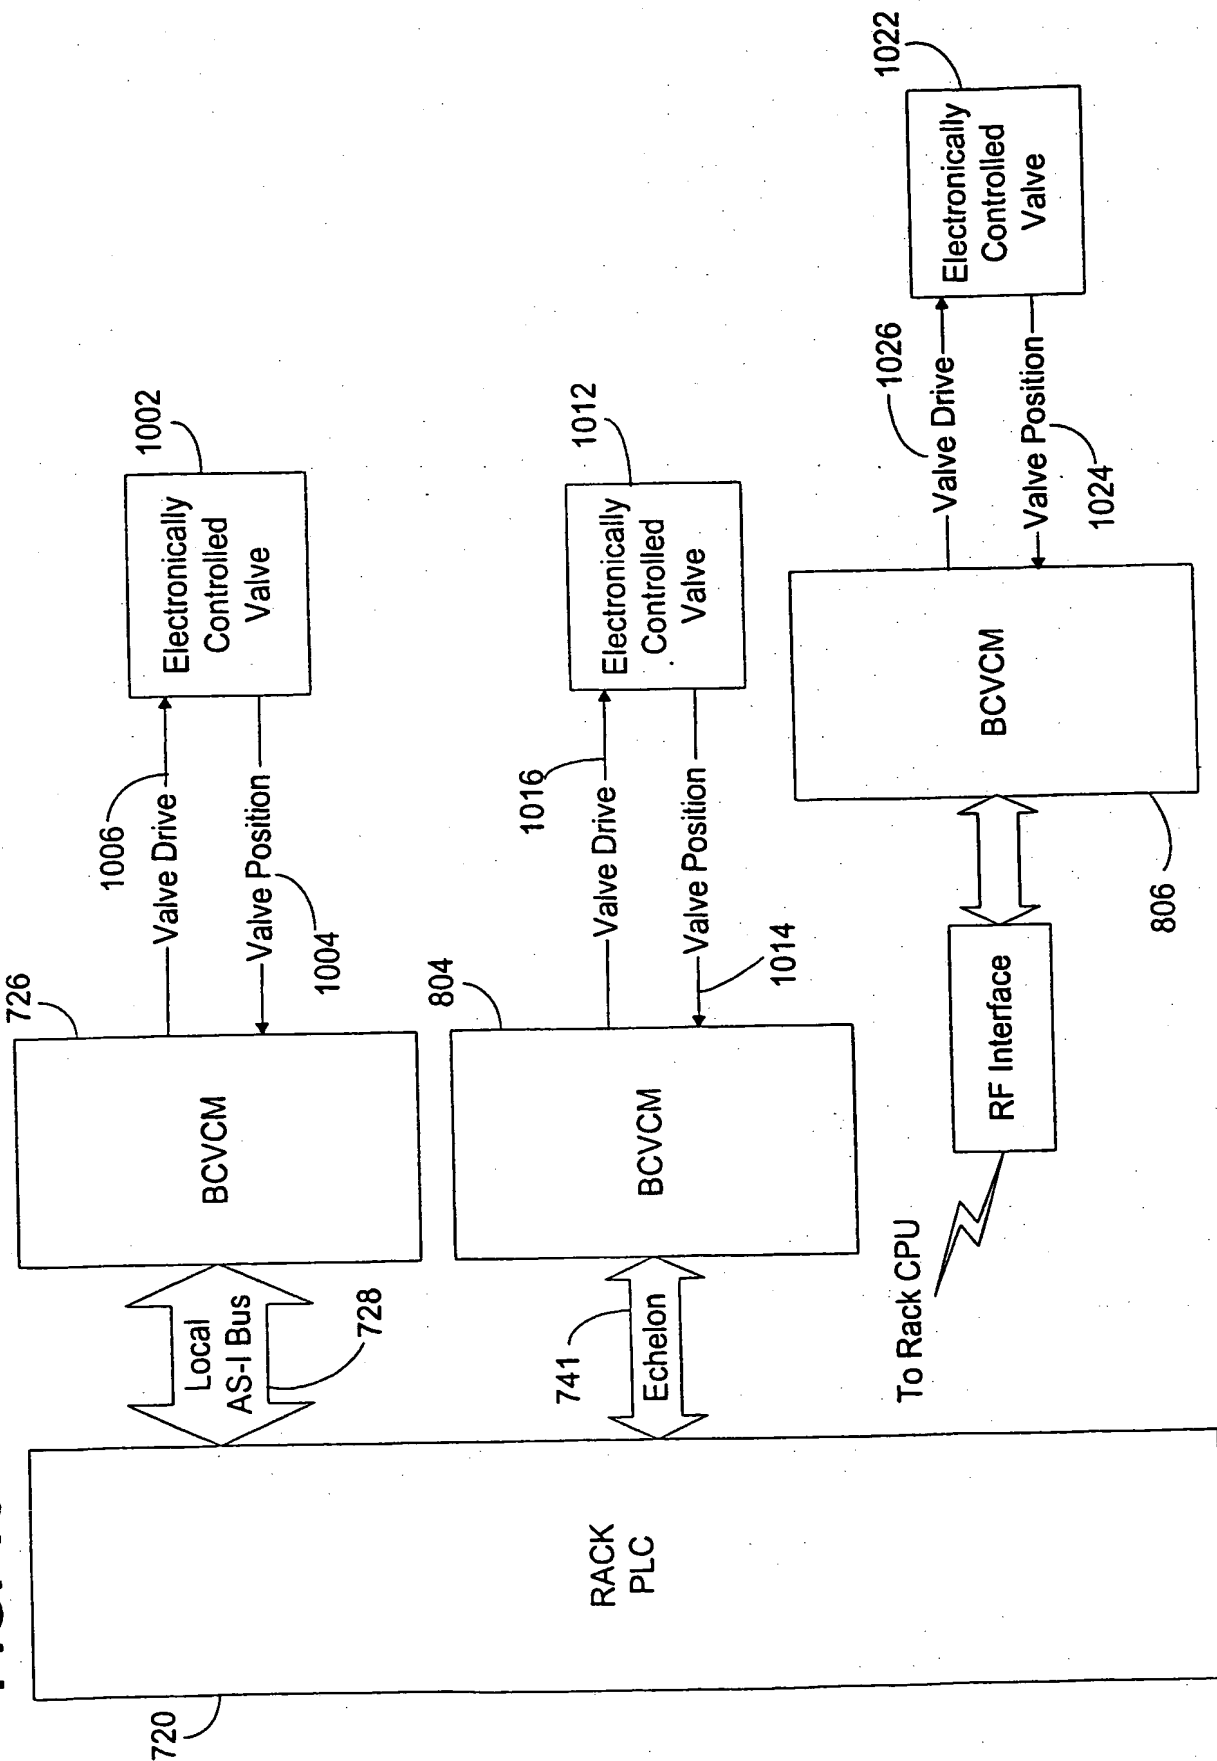 720
RACK
PLC
Local
AS-I Bus
728
726
BCVCM
1006
Valve Drive
Valve Position
1004
1002
Electronically
Controlled
Valve
741
Echelon
804
BCVCM
1016
Valve Drive
Valve Position
1014
1012
Electronically
Controlled
Valve
To Rack CPU
RF Interface
806
BCVCM
1026
Valve Drive
Valve Position
1024
1022
Electronically
Controlled
Valve